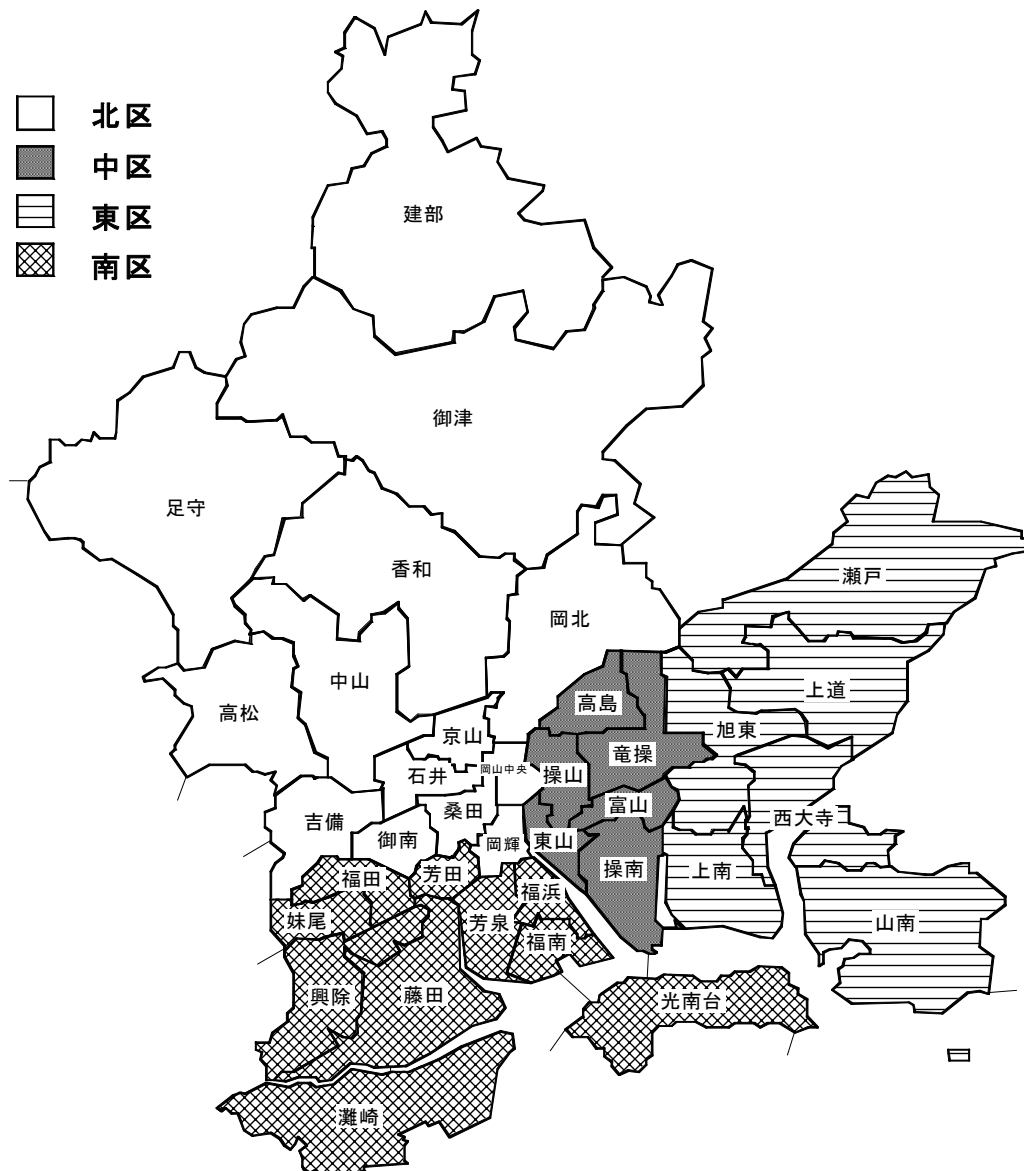 北区
中区
東区
南区
建部
御津
足守
香和
瀬戸
岡北
中山
上道
高島
高松
旭東
京山
竜操
岡山中央
石井
操山
富山
桑田
吉備
西大寺
御南
岡輝
東山
操南
上南
福田
芳田
福浜
妹尾
芳泉
山南
福南
興除
藤田
光南台
灘崎